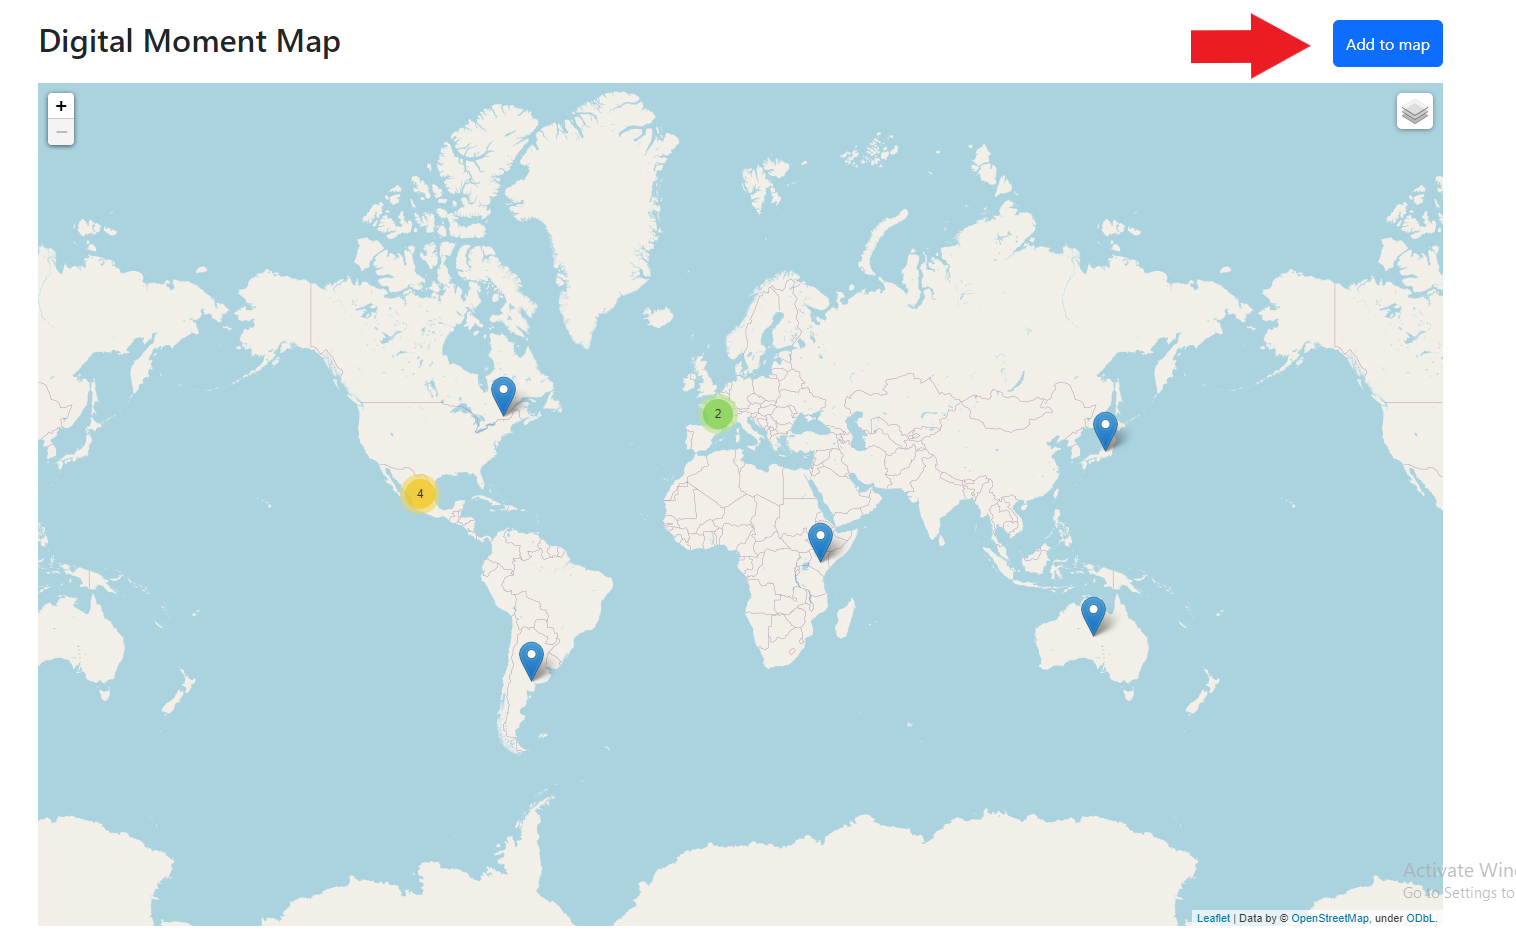 Digital Moment Map
Add to map
+
−
2
4
Activate Win
Go to Settings to
Leaflet | Data by © OpenStreetMap, under ODbL.